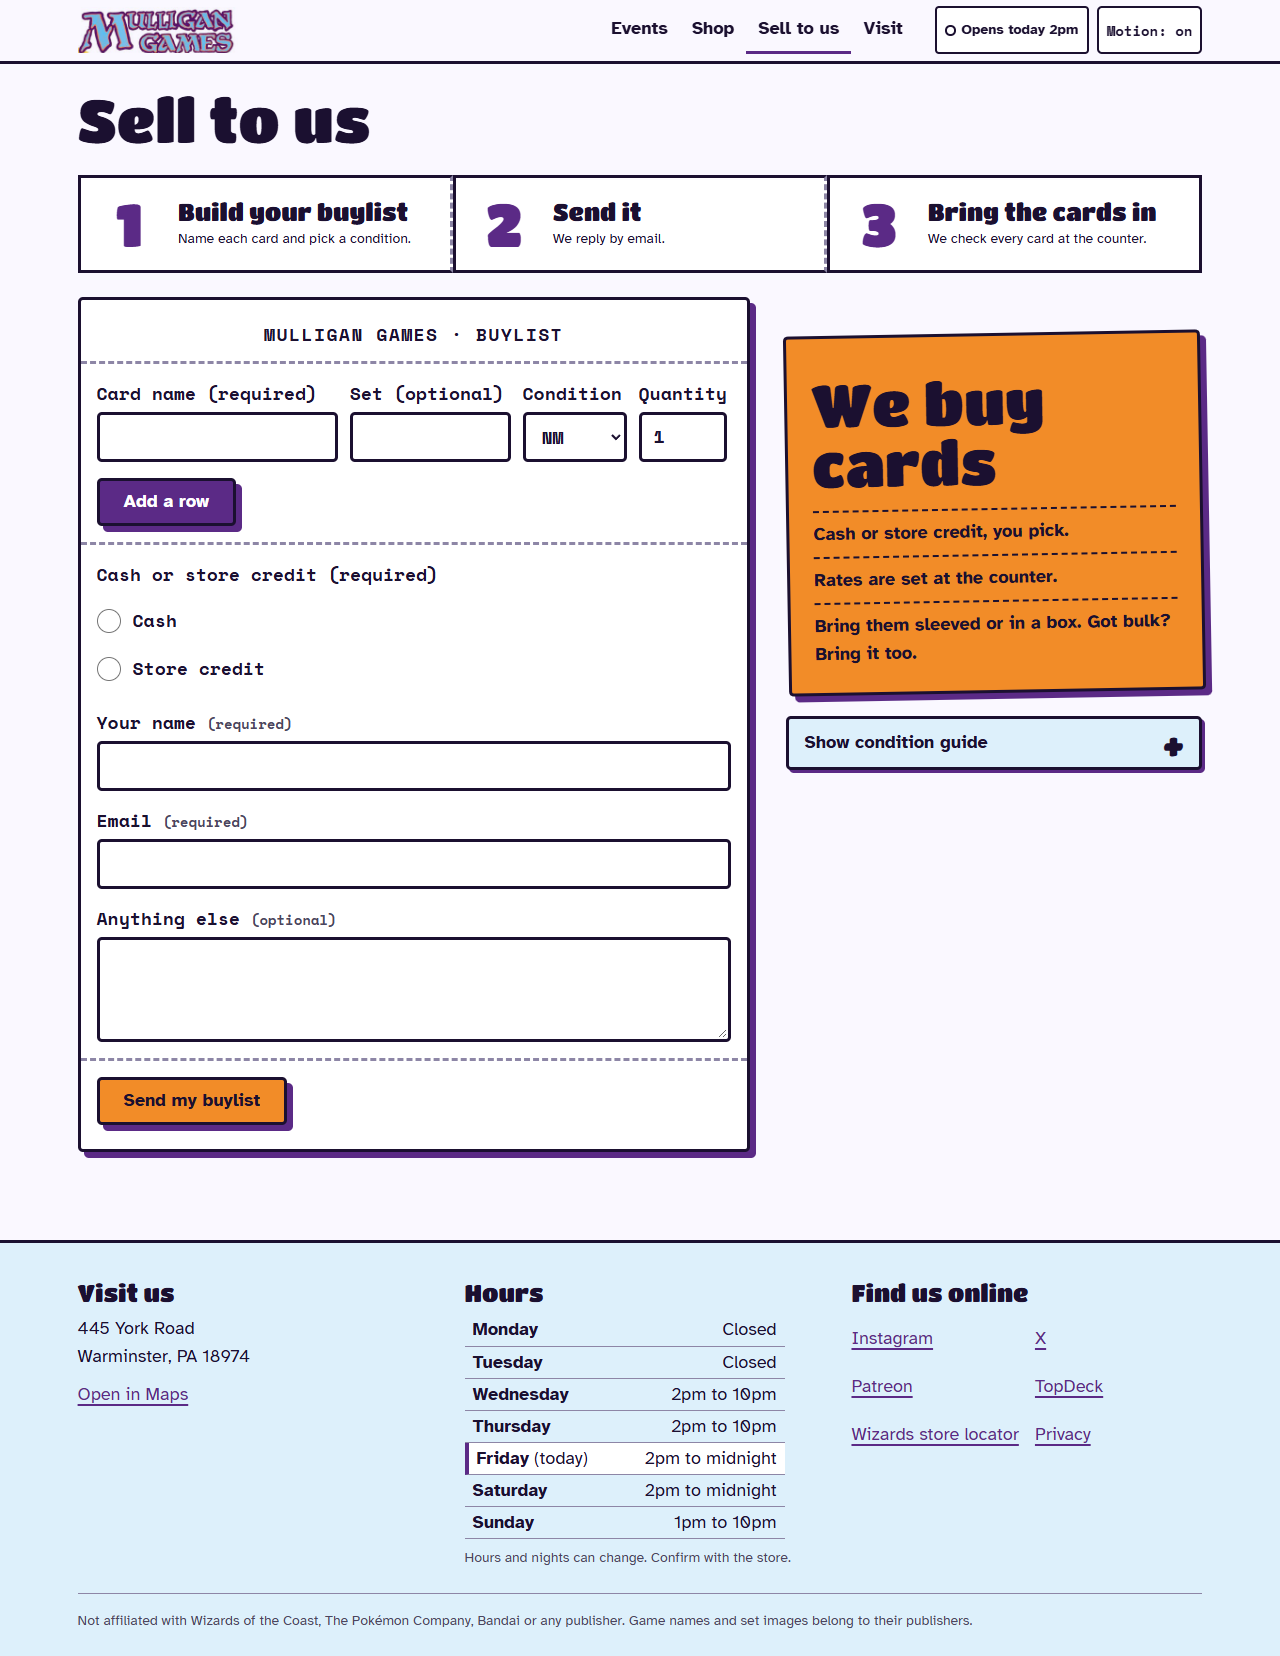 MULLIGAN GAMES
Events Shop Sell to us Visit
Opens today 2pm
Motion: on
Sell to us
1 Build your buylist
Name each card and pick a condition.
2 Send it
We reply by email.
3 Bring the cards in
We check every card at the counter.
MULLIGAN GAMES · BUYLIST
Card name (required) Set (optional) Condition Quantity
NM 1
Add a row
Cash or store credit (required)
Cash
Store credit
Your name (required)
Email (required)
Anything else (optional)
Send my buylist
We buy
cards
Cash or store credit, you pick.
Rates are set at the counter.
Bring them sleeved or in a box. Got bulk?
Bring it too.
Show condition guide
Visit us
445 York Road
Warminster, PA 18974
Open in Maps
Hours
Monday Closed
Tuesday Closed
Wednesday 2pm to 10pm
Thursday 2pm to 10pm
Friday (today) 2pm to midnight
Saturday 2pm to midnight
Sunday 1pm to 10pm
Hours and nights can change. Confirm with the store.
Find us online
Instagram X
Patreon TopDeck
Wizards store locator Privacy
Not affiliated with Wizards of the Coast, The Pokémon Company, Bandai or any publisher. Game names and set images belong to their publishers.